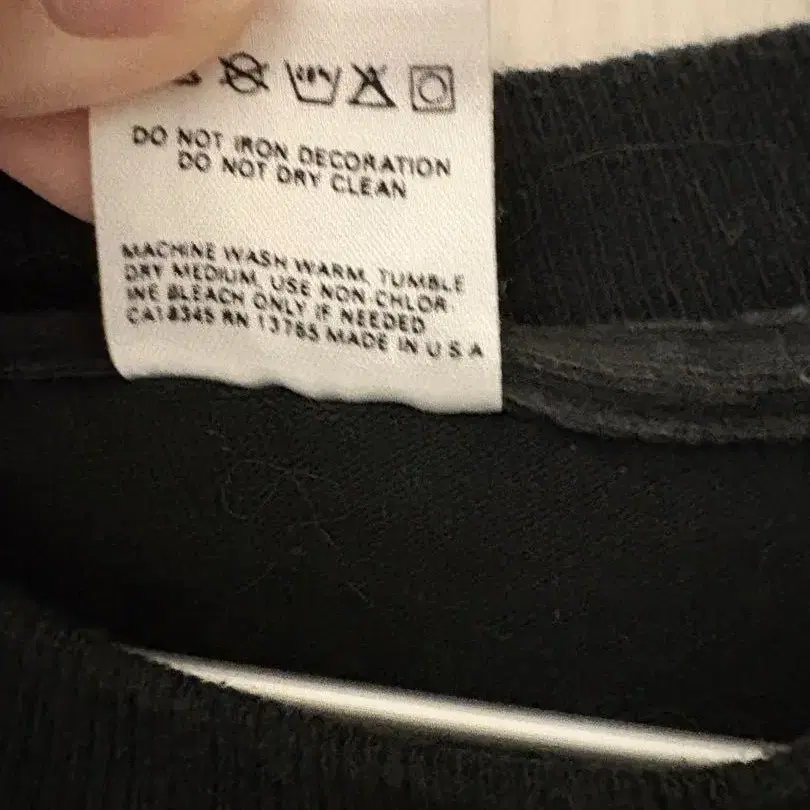 DO NOT IRON DECORATION
DO NOT DRY CLEAN
MACHINE WASH WARM, TUMBLE
DRY MEDIUM, USE NON-CHLOR-
INE BLEACH ONLY IF NEEDED
CA18345 RN 13765 MADE IN U S A